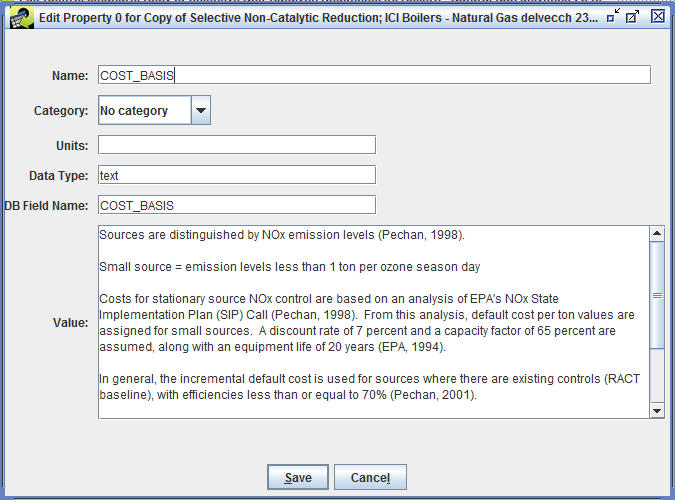 Edit Property 0 for Copy of Selective Non-Catalytic Reduction; ICI Boilers - Natural Gas delvecch 23...
Name: COST_BASIS
Category: No category
Units:
Data Type: text
DB Field Name: COST_BASIS
Value:
Sources are distinguished by NOx emission levels (Pechan, 1998).
Small source = emission levels less than 1 ton per ozone season day
Costs for stationary source NOx control are based on an analysis of EPA's NOx State
Implementation Plan (SIP) Call (Pechan, 1998).  From this analysis, default cost per ton values are
assigned for small sources.  A discount rate of 7 percent and a capacity factor of 65 percent are
assumed, along with an equipment life of 20 years (EPA, 1994).
In general, the incremental default cost is used for sources where there are existing controls (RACT
baseline), with efficiencies less than or equal to 70% (Pechan, 2001).
Save Cancel